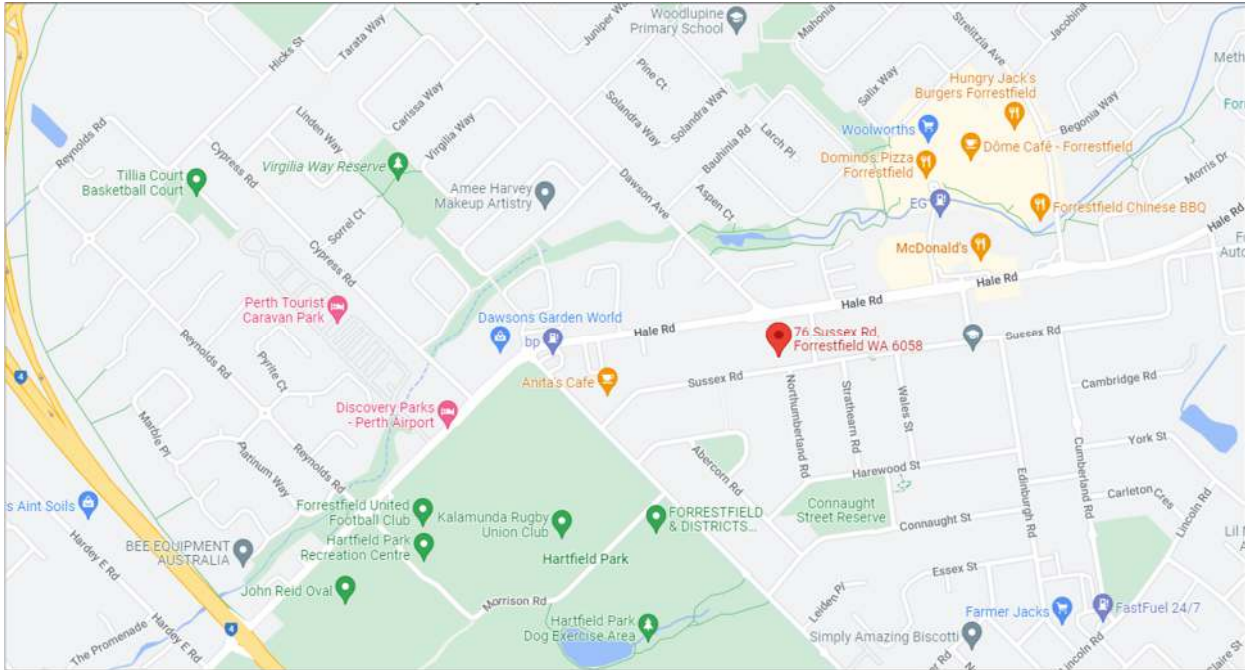 Woodlupine
Primary School
Juniper Wa
Mahonia
Strelitzia Ave
Jacobina
Tarata Way
Hicks St
Pine Ct
Salix Way
Hungry Jack's
Burgers Forrestfield
Meth
For
Carissa Way
Linden Way
Solandra Way
Solandra Way
Begonia Way
Reynolds Rd
Virgilia Way
Larch Pl
Bauhinia Rd
Woolworths
Dôme Café - Forrestfield
Cypress Rd
Virgilia Way Reserve
Dominos Pizza
Forrestfield
Morris Dr
Tillia Court
Basketball Court
Amee Harvey
Makeup Artistry
Dawson Ave
Aspen Ct
EG
Forrestfield Chinese BBQ
Sorrel Ct
Cypress Rd
McDonald's
Hale Rd
F
Auto
Perth Tourist
Caravan Park
Hale Rd
Dawsons Garden World
bp
Hale Rd
76 Sussex Rd,
Forrestfield WA 6058
Sussex Rd
Reynolds Rd
Pyrite Ct
Anita's Cafe
Sussex Rd
Cambridge Rd
4
Discovery Parks
- Perth Airport
Northumberland Rd
Strathearn Rd
Wales St
Marble Pl
Platinum Way
Reynolds Rd
Abercorn Rd
Harewood St
York St
s Aint Soils
Forrestfield United
Football Club
Kalamunda Rugby
Union Club
FORRESTFIELD
& DISTRICTS...
Connaught
Street Reserve
Edinburgh Rd
Cumberland Rd
Carleton Cres
Lincoln Rd
Connaught St
Hardey E Rd
BEE EQUIPMENT
AUSTRALIA
Hartfield Park
Recreation Centre
Hartfield Park
Lil M
A
Essex St
John Reid Oval
Morrison Rd
Leiden Pl
Farmer Jacks
FastFuel 24/7
4
The Promenade
Hardey E Rd
Hartfield Park
Dog Exercise Area
Simply Amazing Biscotti
Lincoln Rd
claire St